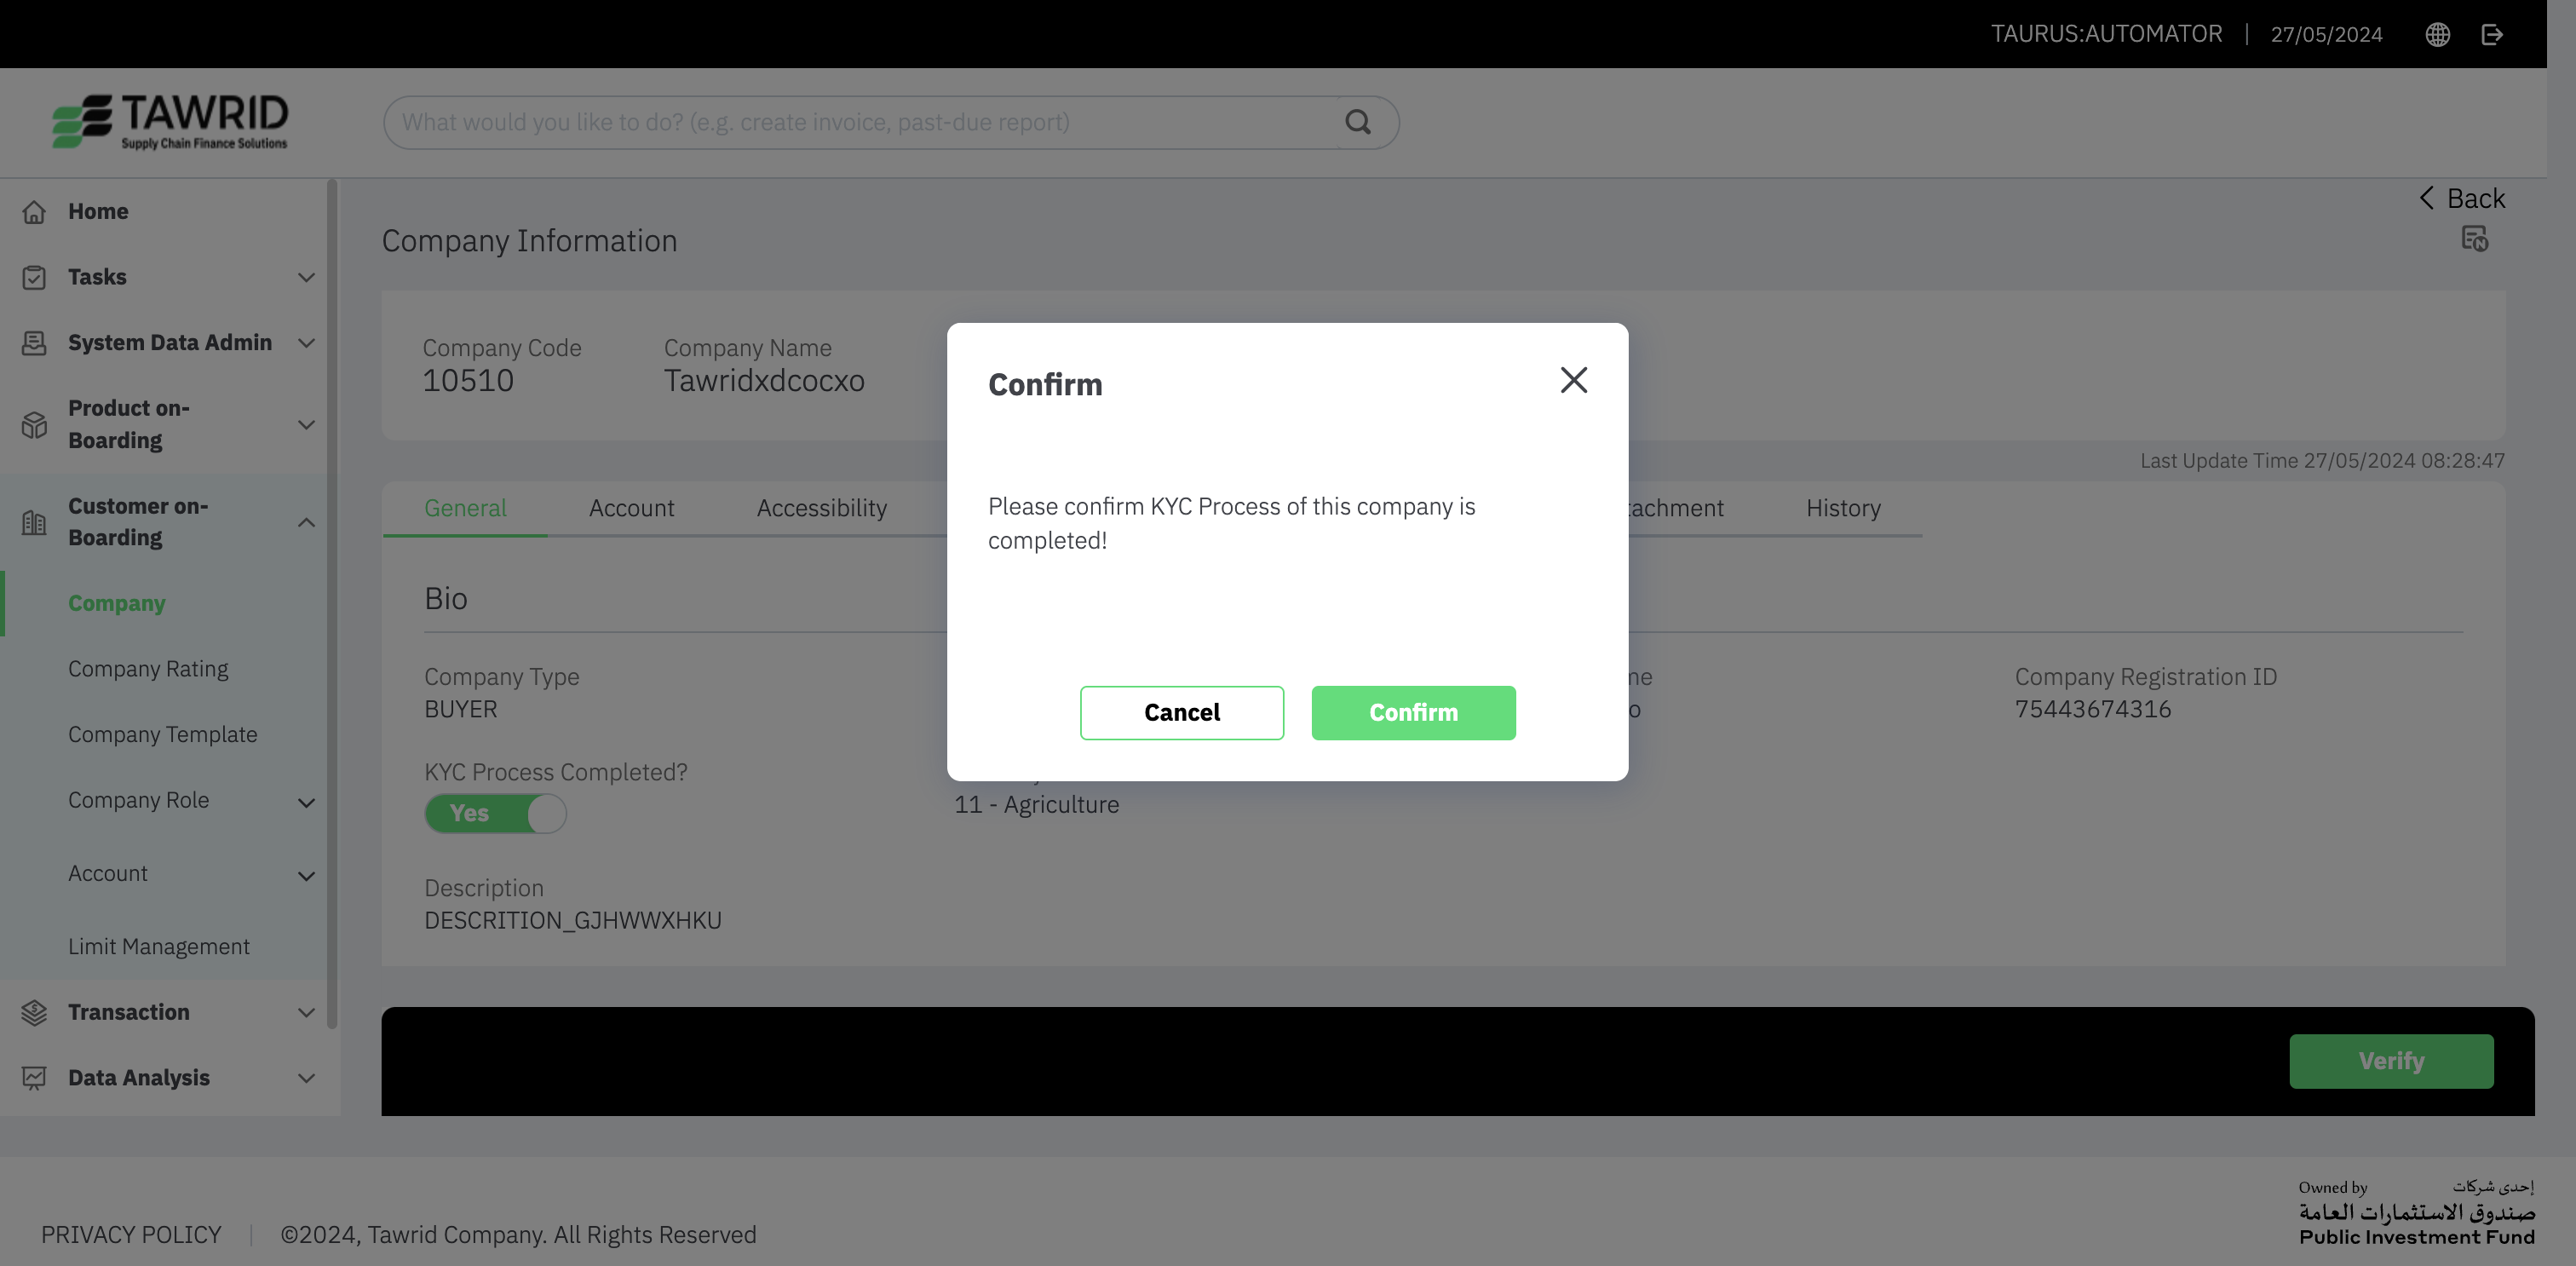 TAURUS:AUTOMATOR | 27/05/2024
TAWRID
Supply Chain Finance Solutions
What would you like to do? (e.g. create invoice, past-due report)
Home
Tasks
System Data Admin
Product on-
Boarding
Customer on-
Boarding
Company
Company Rating
Company Template
Company Role
Account
Limit Management
Transaction
Data Analysis
Back
Company Information
Company Code
10510
Company Name
Tawridxdcocxo
Last Update Time 27/05/2024 08:28:47
General
Account
Accessibility
tachment
History
Bio
Company Type
BUYER
Company Registration ID
75443674316
KYC Process Completed?
Yes
11 - Agriculture
Description
DESCRITION_GJHWWXHKU
Confirm
Please confirm KYC Process of this company is
completed!
Cancel
Confirm
Verify
PRIVACY POLICY | ©2024, Tawrid Company. All Rights Reserved
Owned by
إحدى شركات
صندوق الاستثمارات العامة
Public Investment Fund